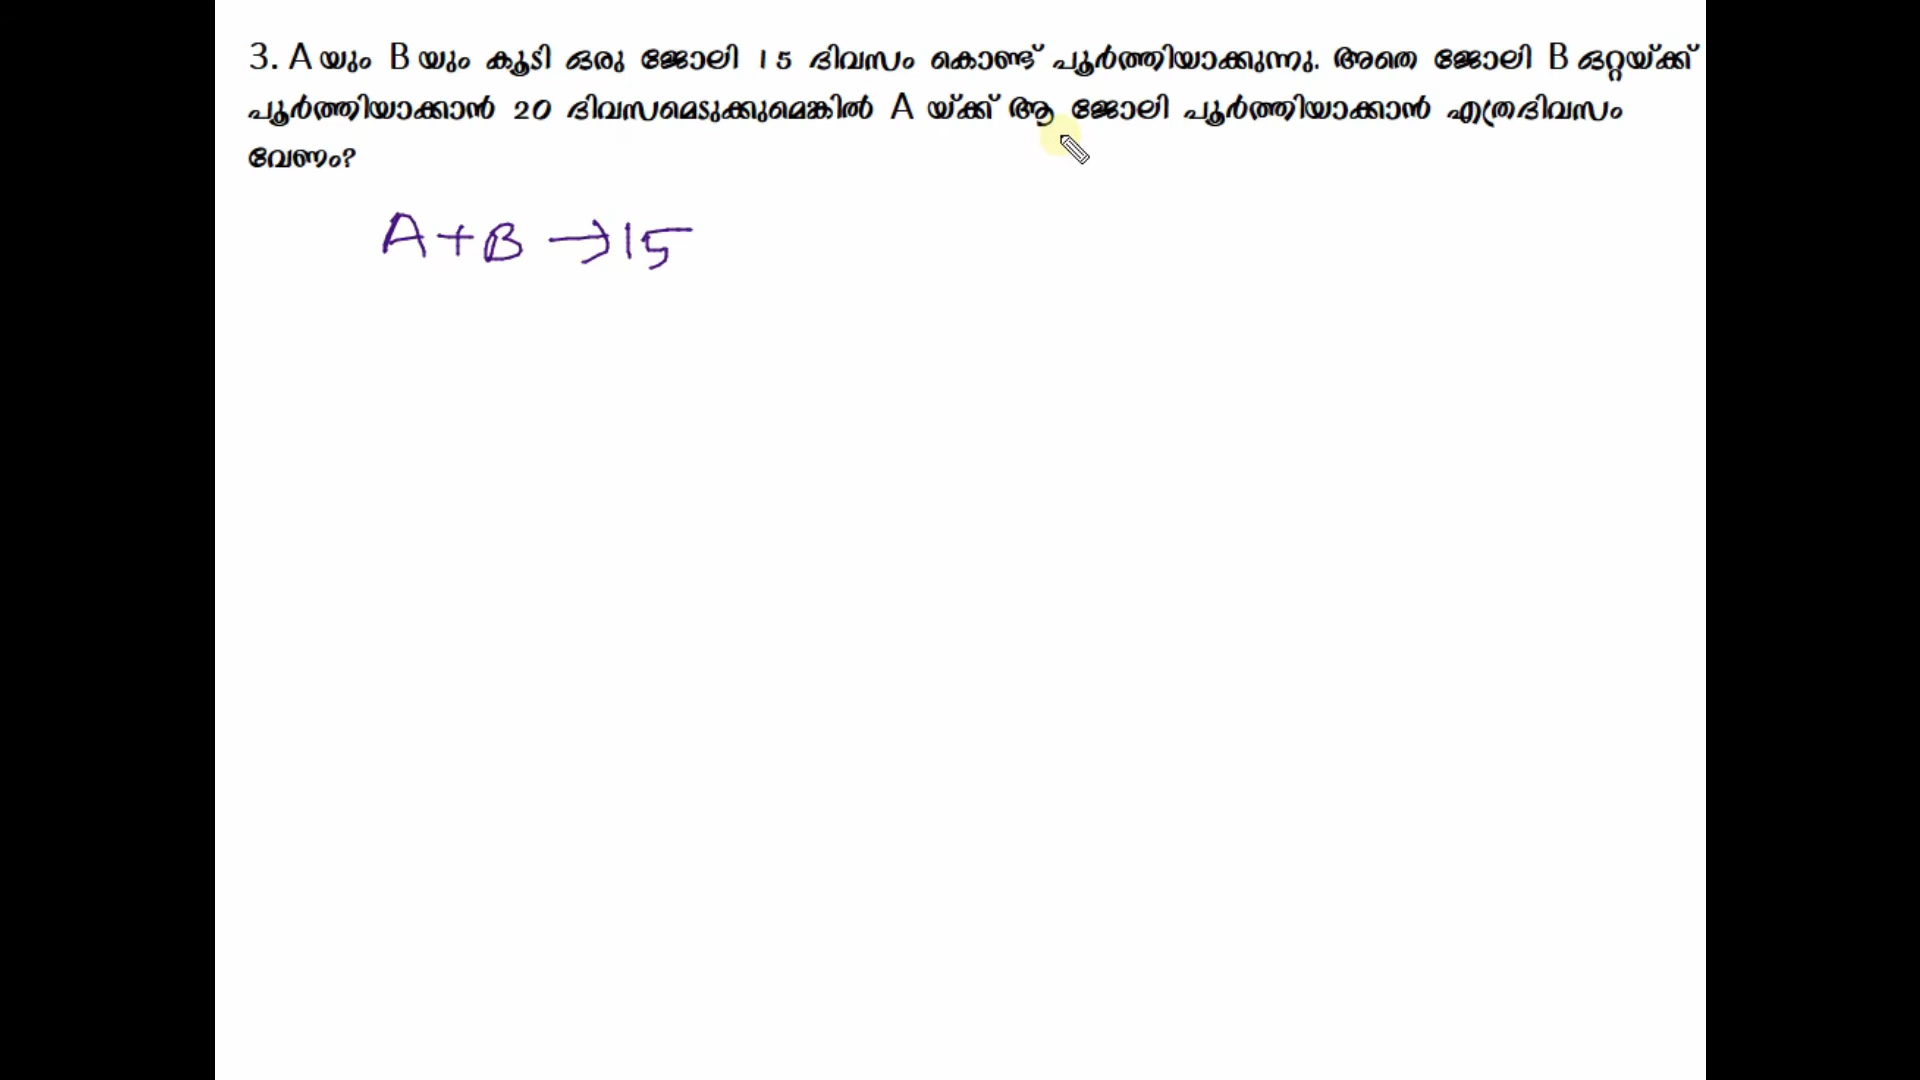 3. A യും B യും കൂടി ഒരു ജോലി 15 ദിവസം കൊണ്ട് പൂർത്തിയാക്കുന്നു. അതെ ജോലി B ഒറ്റയ്ക്ക്
പൂർത്തിയാക്കാൻ 20 ദിവസമെടുക്കുമെങ്കിൽ A യ്ക്ക് ആ ജോലി പൂർത്തിയാക്കാൻ എത്രദിവസം
വേണം?
A+B →15